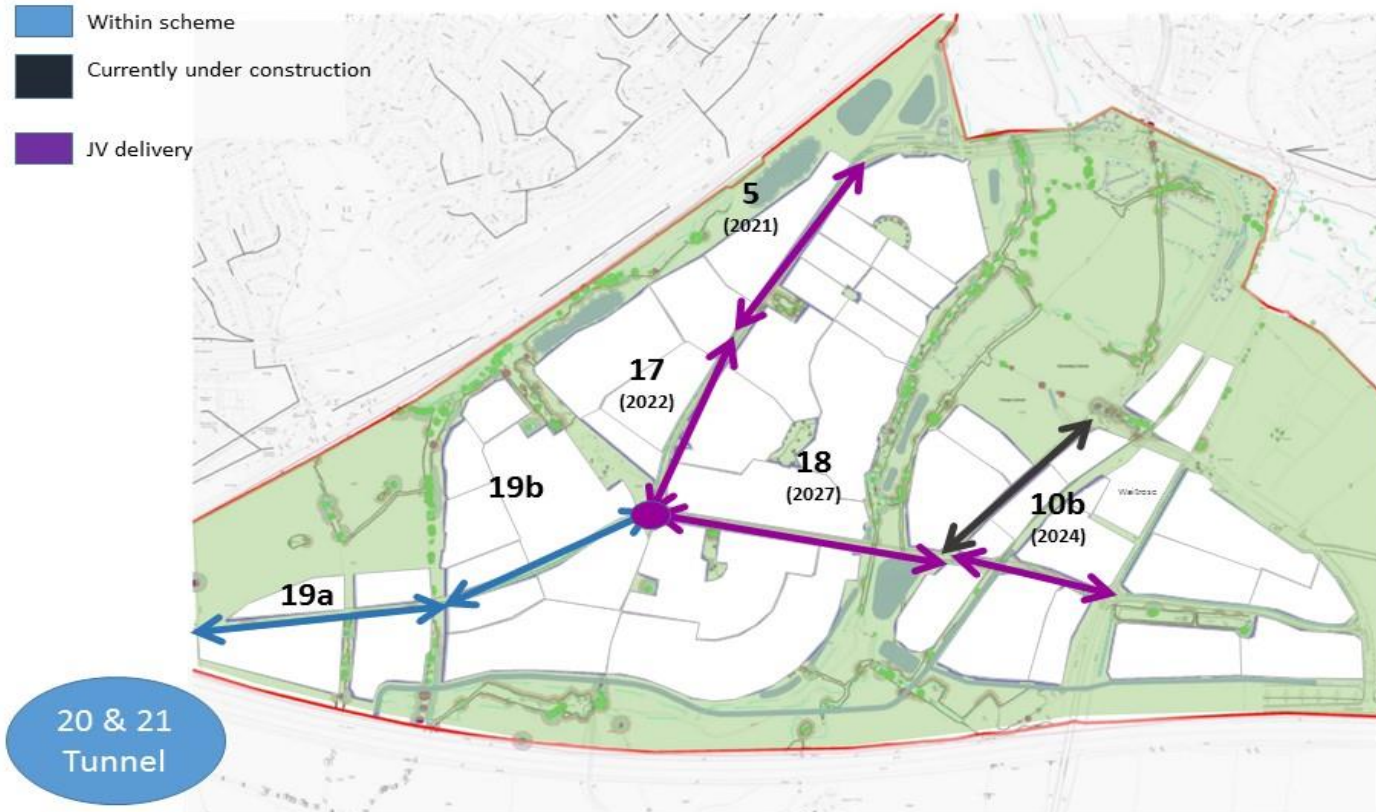 Within scheme
Currently under construction
JV delivery
5
(2021)
17
(2022)
18
(2027)
19b
10b
(2024)
Waitrose
19a
20 & 21
Tunnel